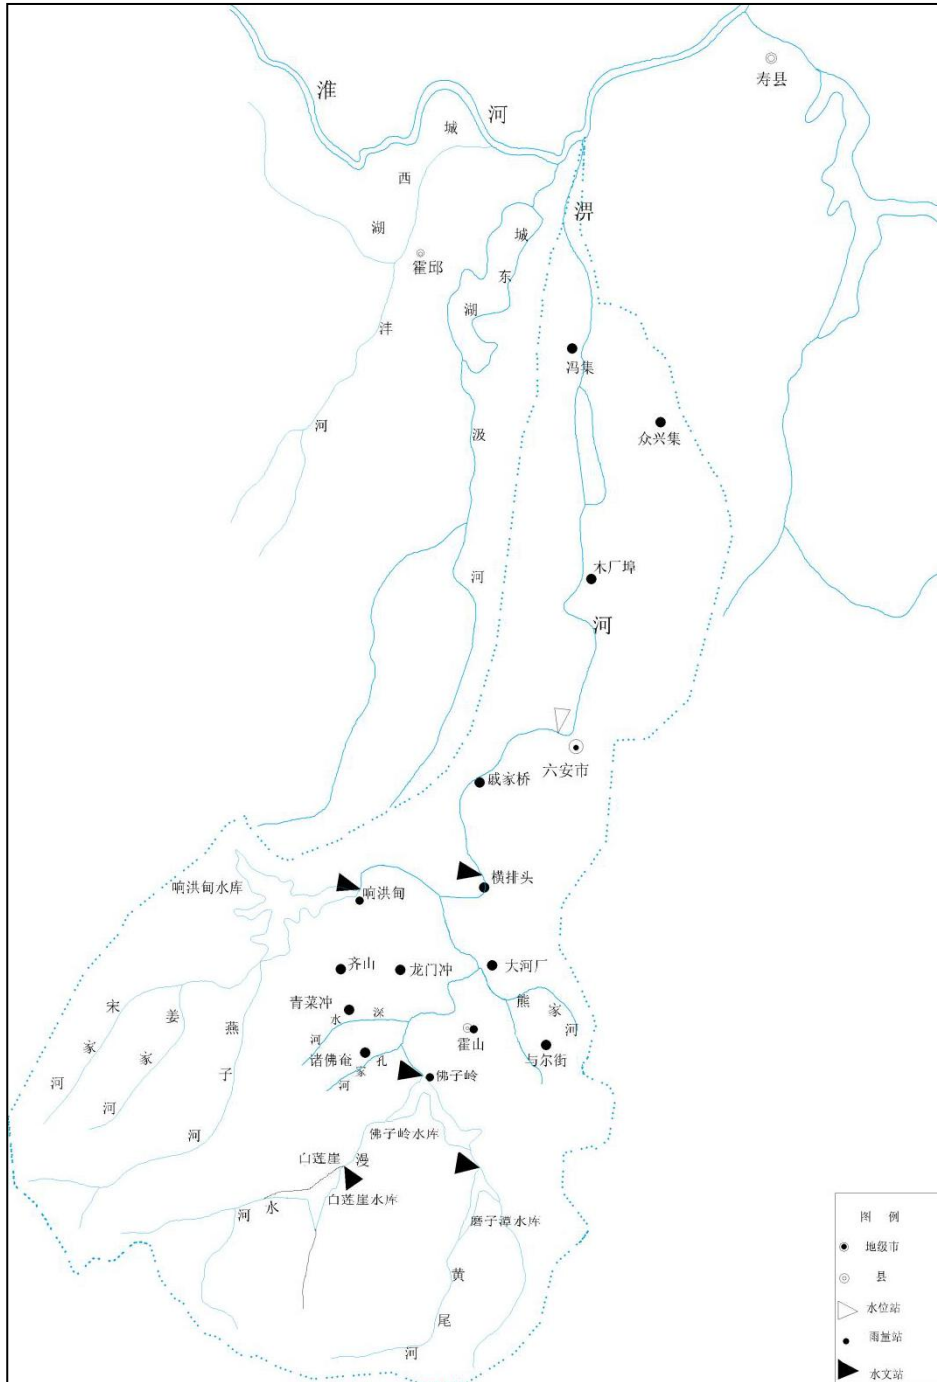 寿县
淮河
城西湖
霍邱
沣河
城东湖
淠河
冯集
众兴集
汲河
木厂埠
六安市
戚家桥
横排头
响洪甸水库
响洪甸
齐山
龙门冲
大河厂
青菜冲
深水河
熊家河
霍山
与尔街
诸佛奄
孔家河
佛子岭
宋家河
姜家河
燕子河
佛子岭水库
白莲崖
漫水河
白莲崖水库
磨子潭水库
黄尾河
图例
地级市
县
水位站
雨量站
水文站